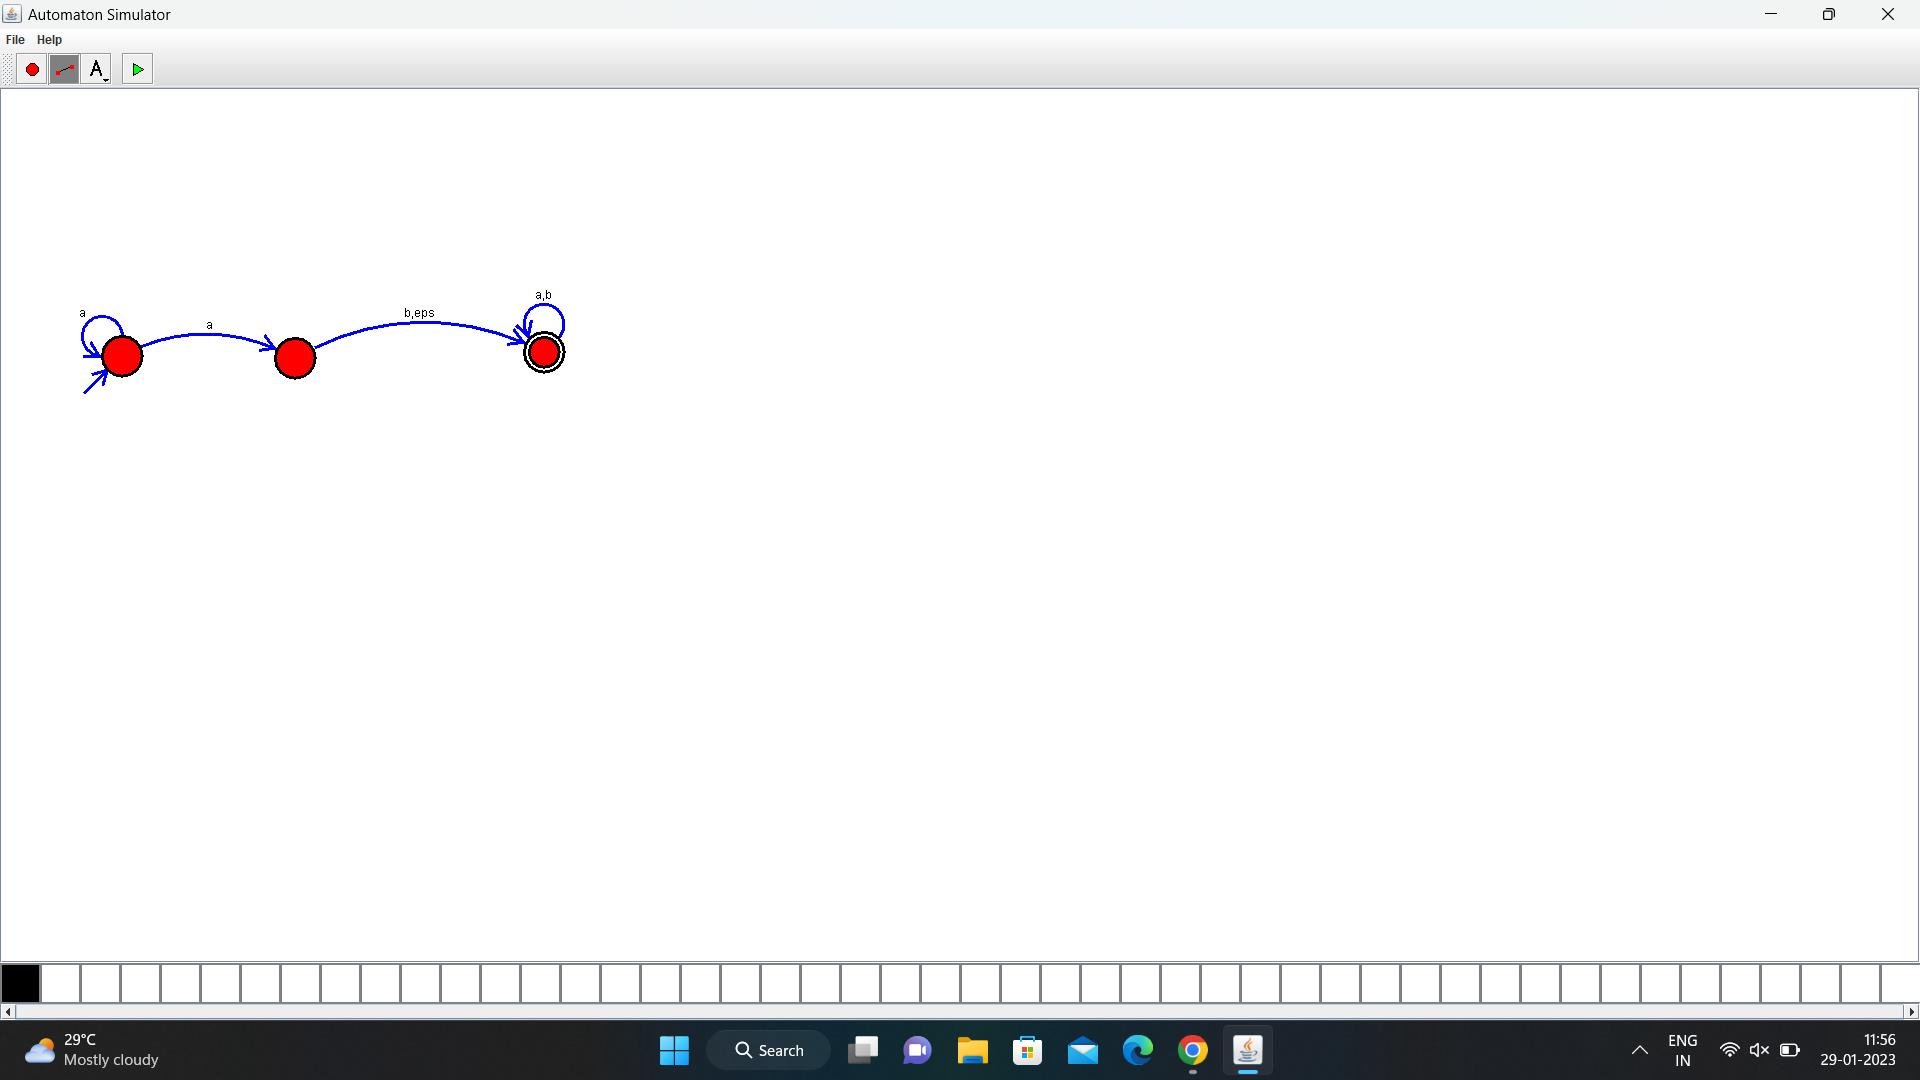 Automaton Simulator
File Help
A
a
a
b,eps
a,b
29°C
Mostly cloudy
Search
ENG
IN
11:56
29-01-2023